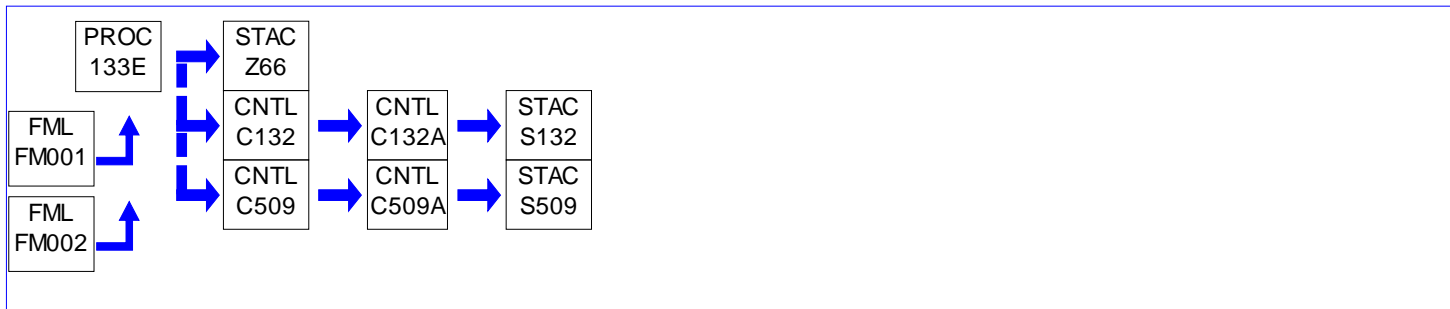 PROC
133E
STAC
Z66
FML
FM001
CNTL
C132
CNTL
C132A
STAC
S132
FML
FM002
CNTL
C509
CNTL
C509A
STAC
S509